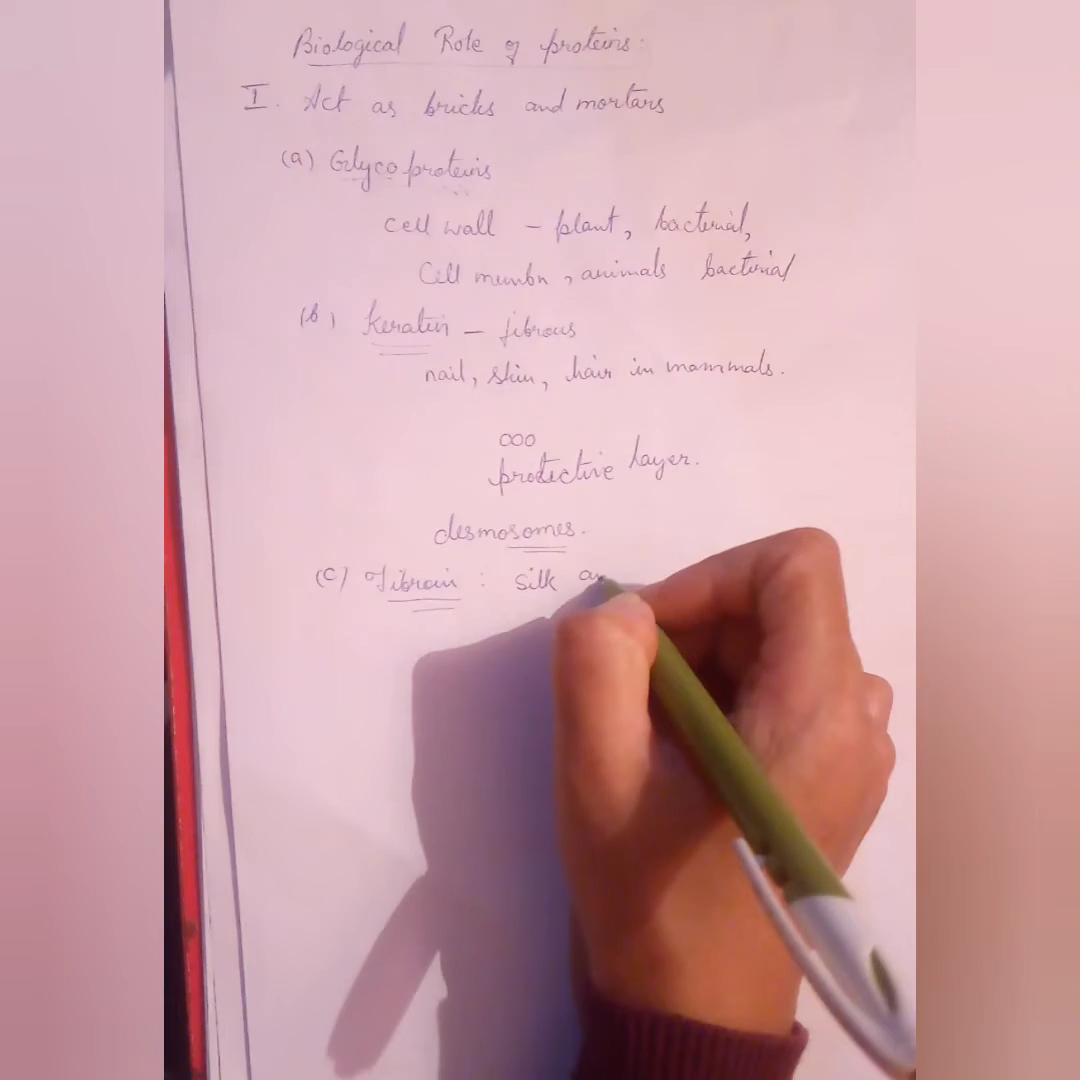 Biological Role of proteins:
I. Act as bricks and mortars
(a) Glycoproteins
cell wall - plant, bacterial,
Cell membn, animals bacterial
(b) Keratin - fibrous
nail, skin, hair in mammals.
protective layer.
desmosomes.
(c) Fibroin : Silk an